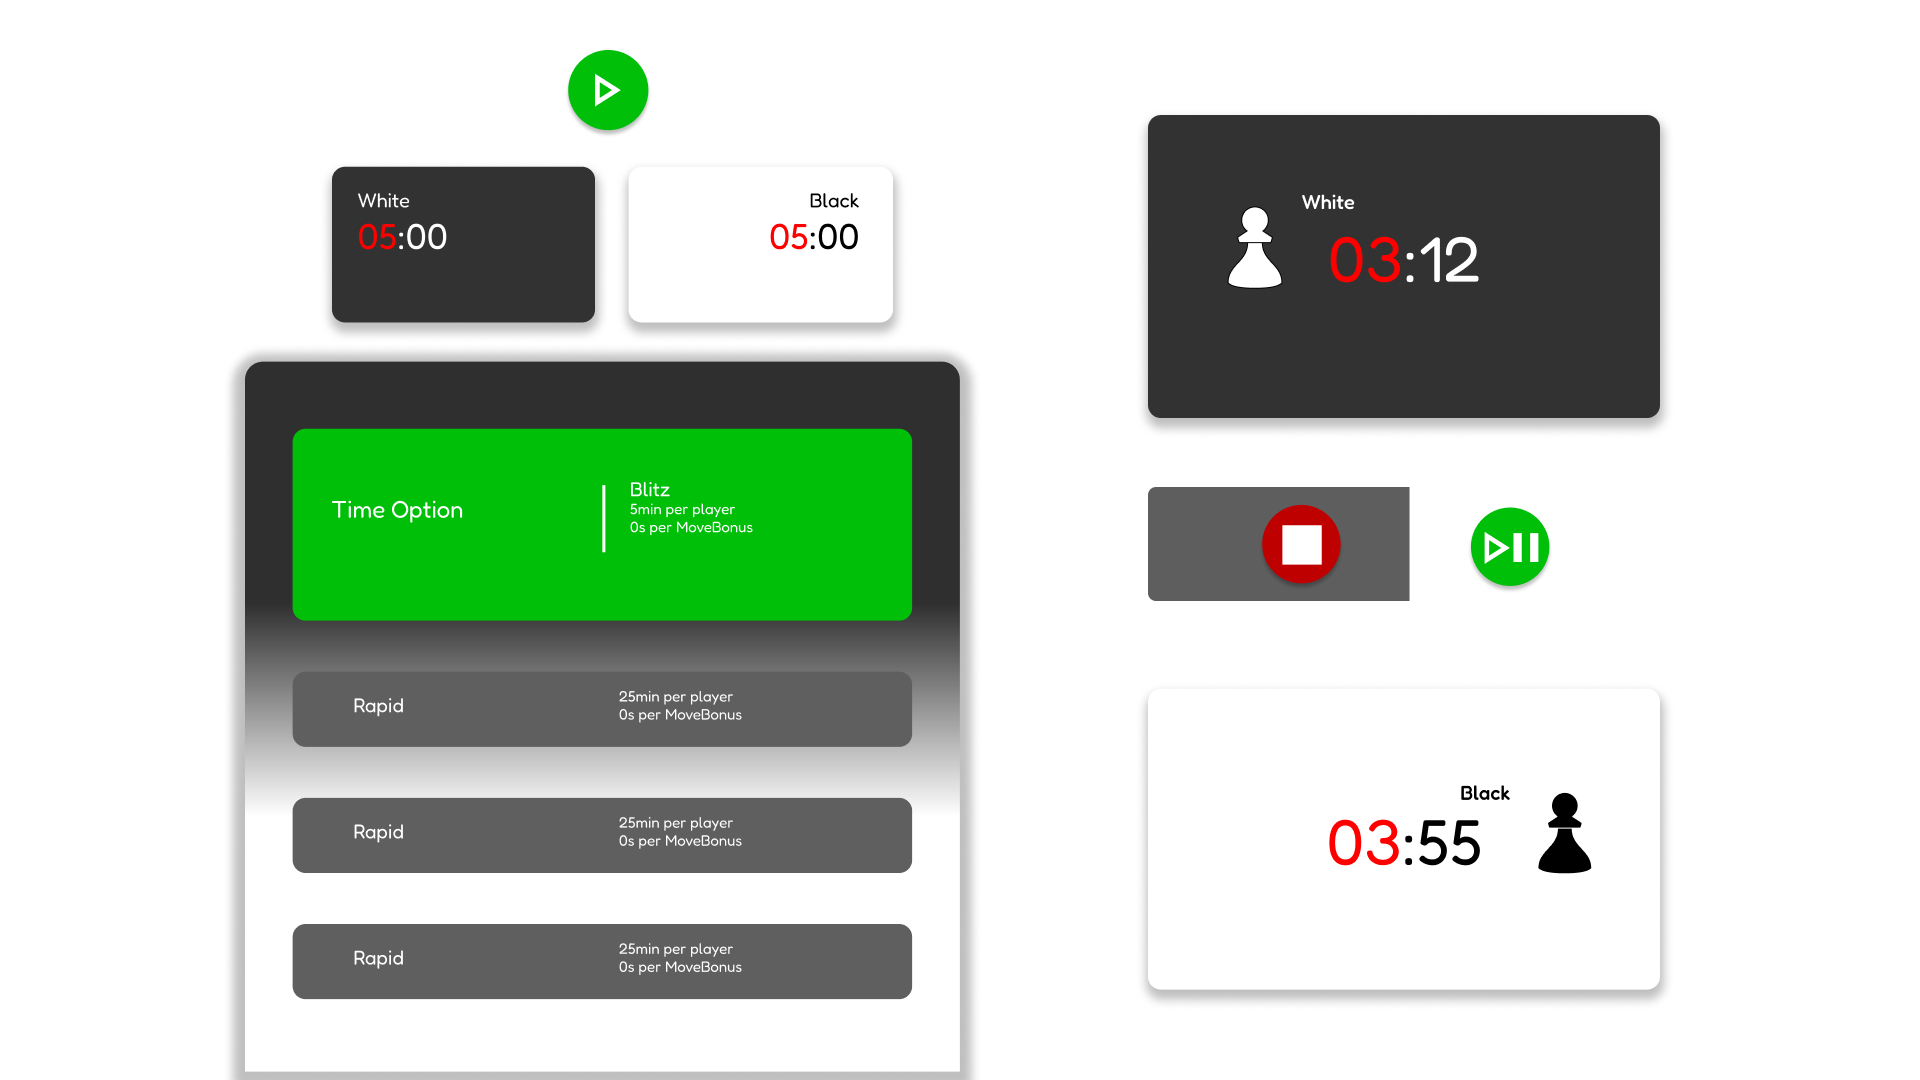 White
05:00
Black
05:00
Time Option
Blitz
5min per player
0s per MoveBonus
Rapid
25min per player
0s per MoveBonus
Rapid
25min per player
0s per MoveBonus
Rapid
25min per player
0s per MoveBonus
White
03:12
Black
03:55